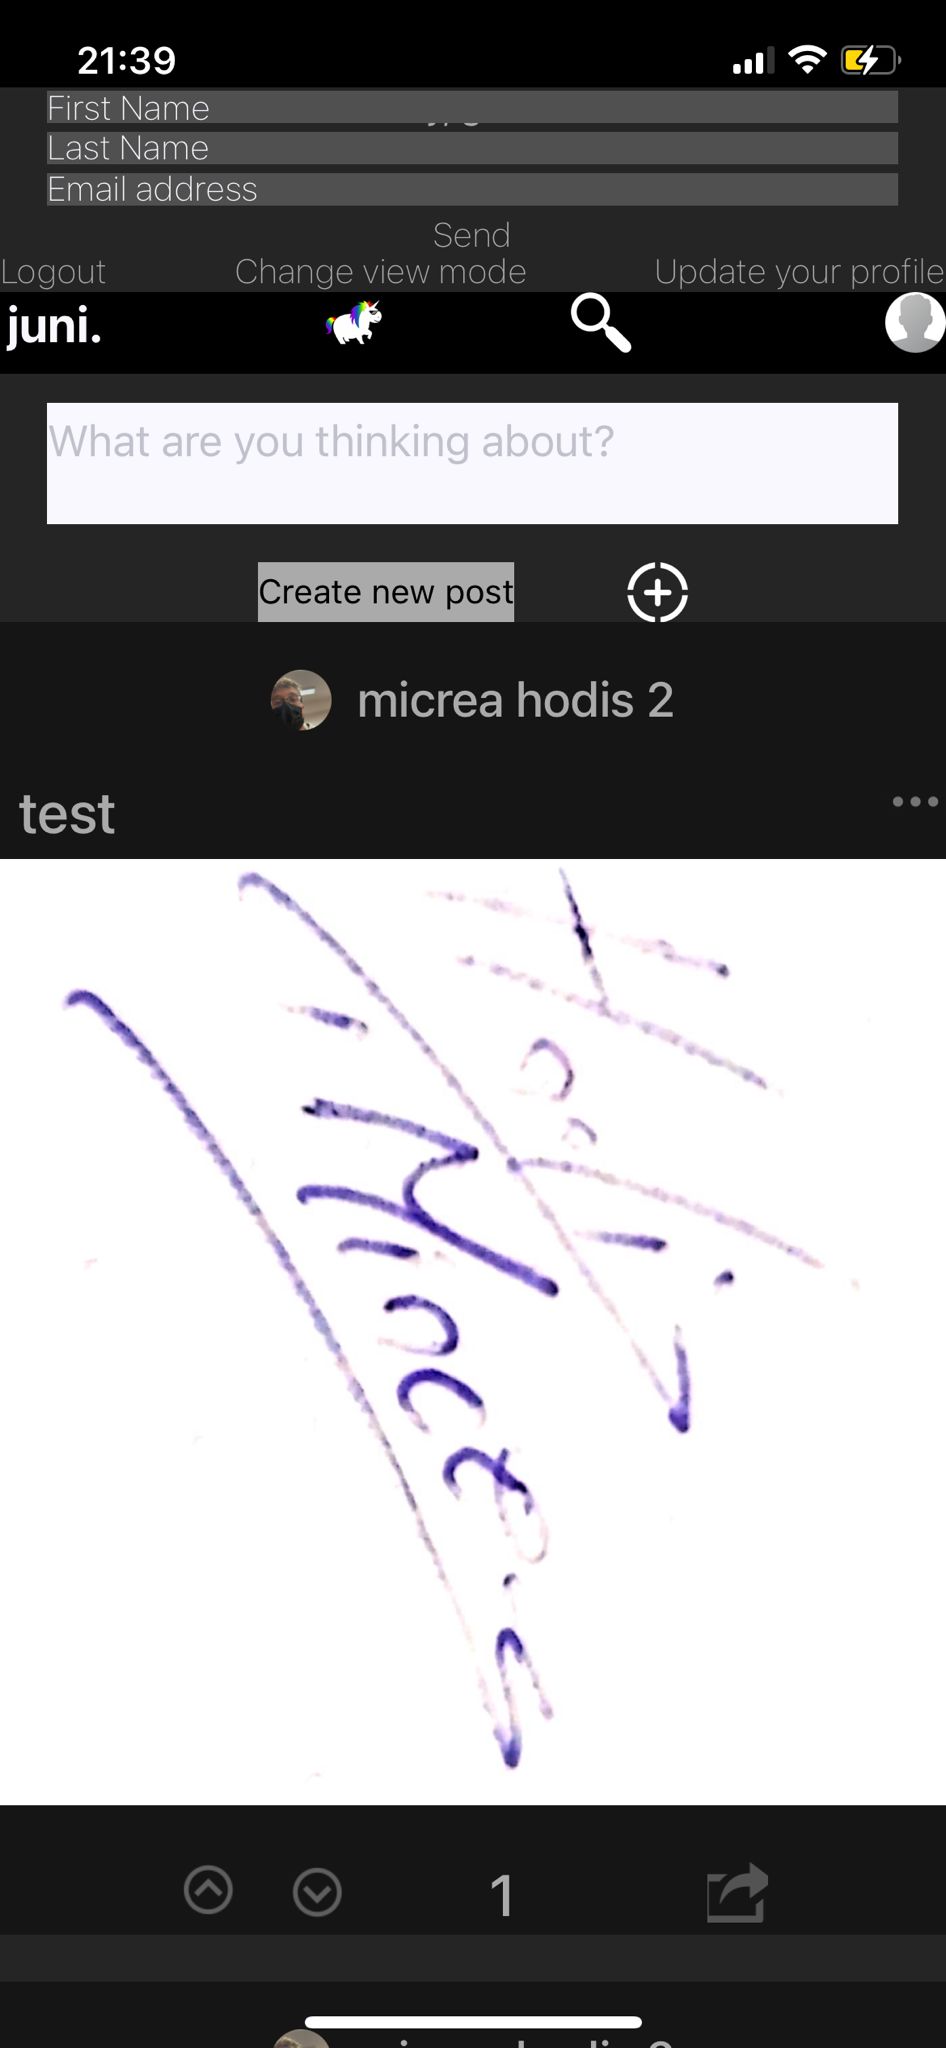 21:39
First Name
Last Name
Email address
Send
Logout Change view mode Update your profile
juni.
What are you thinking about?
Create new post
micrea hodis 2
test
1